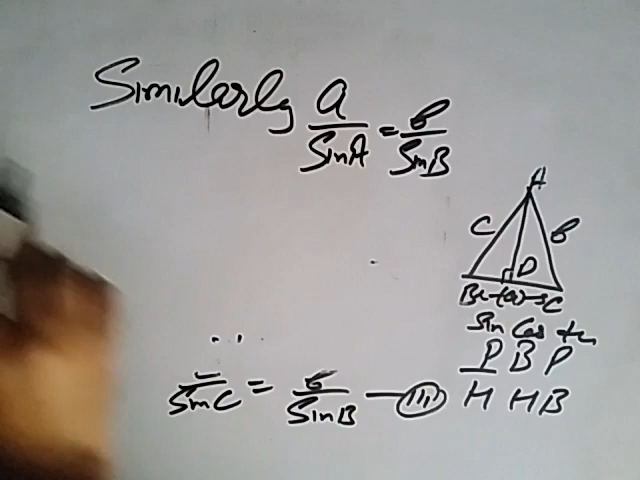 Similarly a/SinA = b/SinB
A
C b
D
B<-(a)->C
Sin Cos tan
P B P
H H B
c/SinC = b/SinB — (iii)